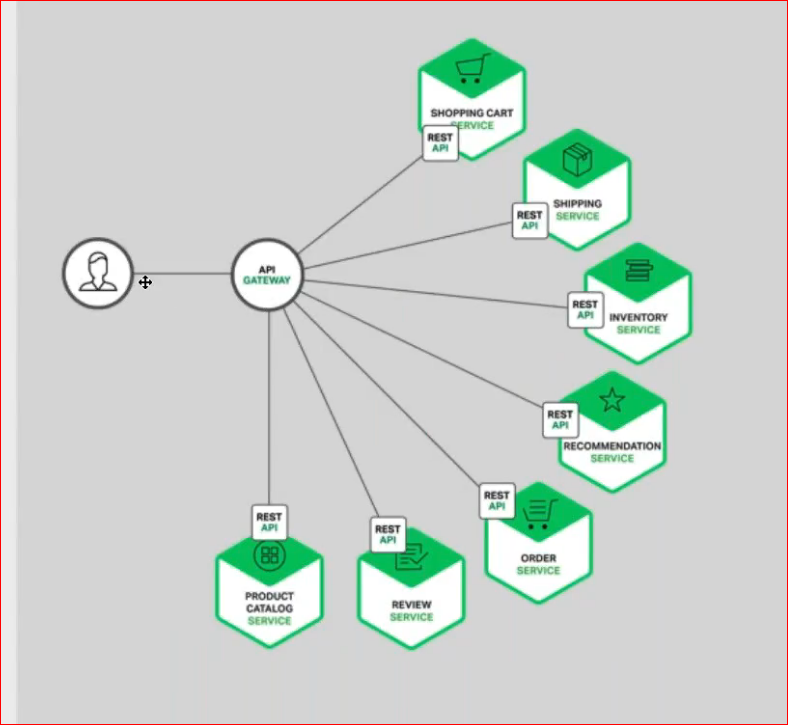 SHOPPING CART
SERVICE
REST
API
SHIPPING
SERVICE
REST
API
API
GATEWAY
REST
API
INVENTORY
SERVICE
REST
API
RECOMMENDATION
SERVICE
REST
API
ORDER
SERVICE
REST
API
REVIEW
SERVICE
REST
API
PRODUCT
CATALOG
SERVICE